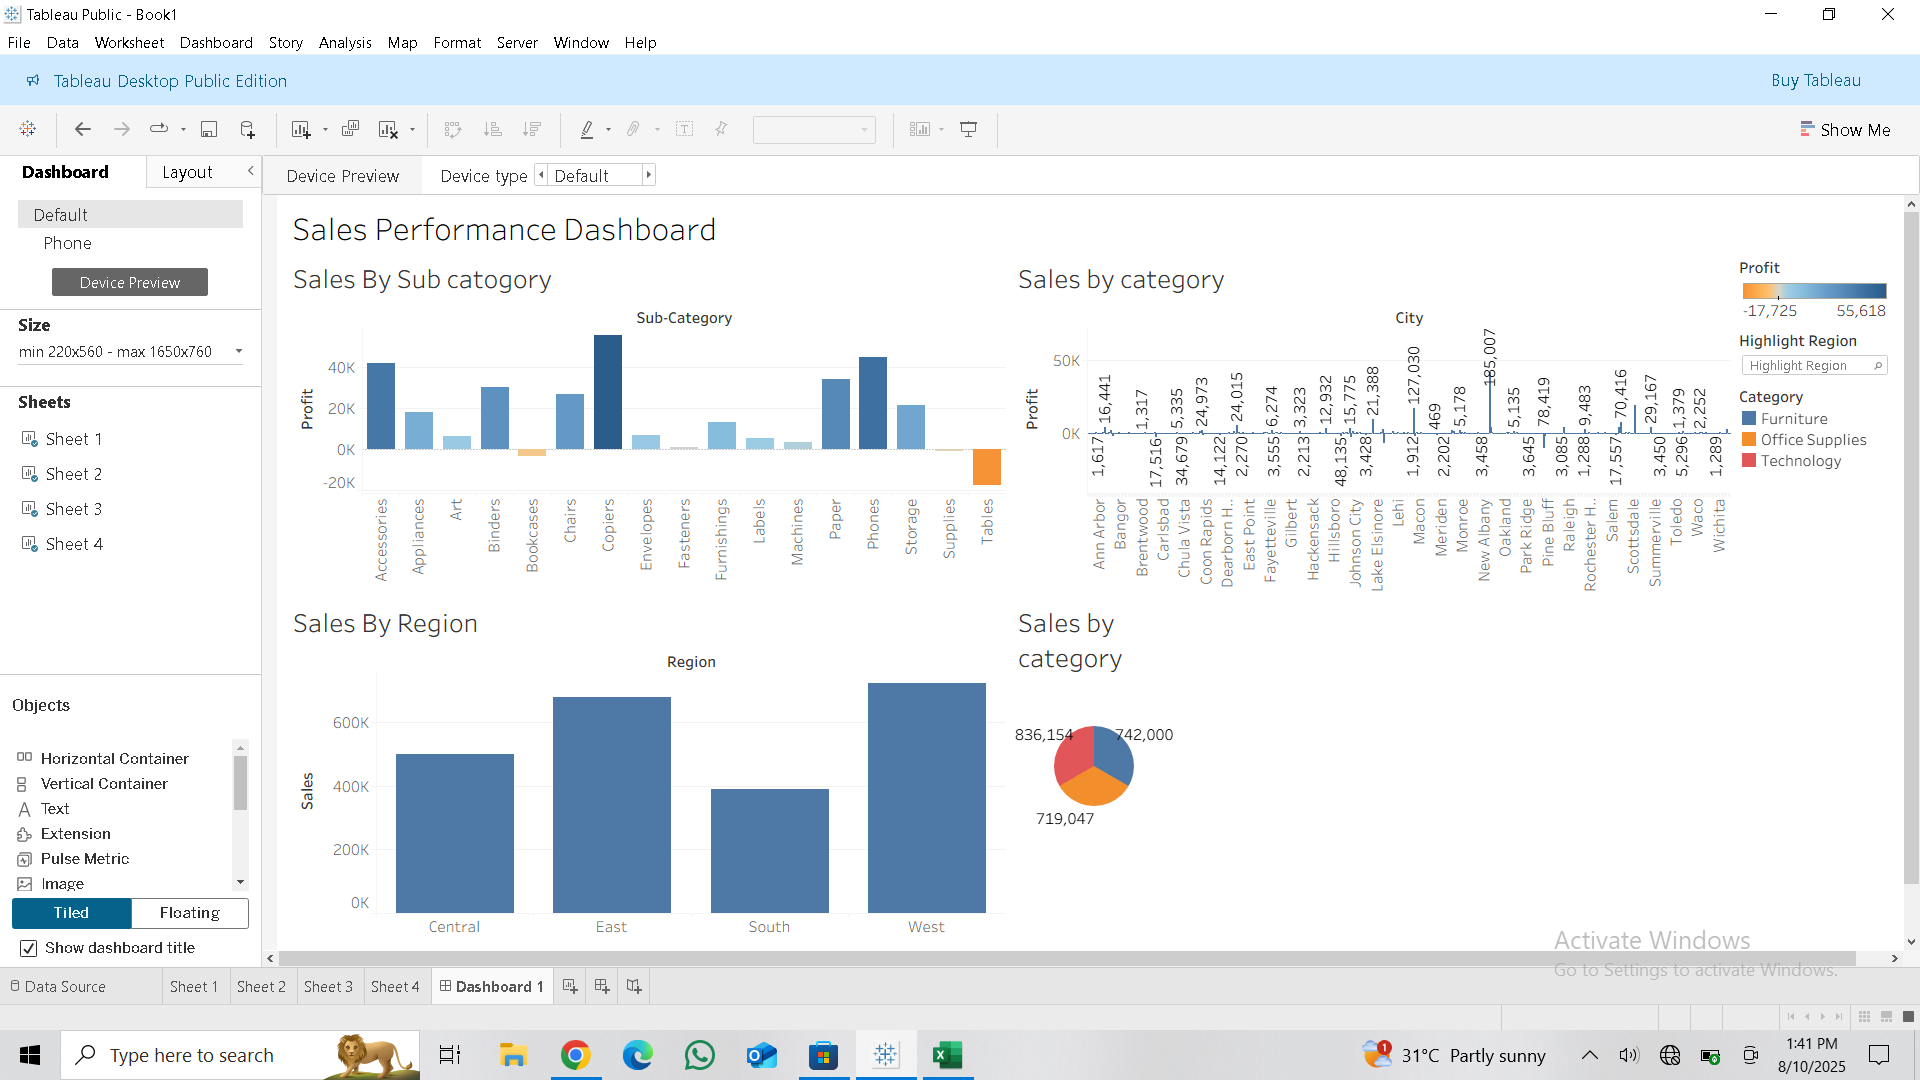 Tableau Public - Book1
File Data Worksheet Dashboard Story Analysis Map Format Server Window Help
Tableau Desktop Public Edition
Buy Tableau
Show Me
Dashboard
Layout
Device Preview
Device type
Default
Default
Phone
Device Preview
Size
min 220x560 - max 1650x760
Sheets
Sheet 1
Sheet 2
Sheet 3
Sheet 4
Objects
Horizontal Container
Vertical Container
Text
Extension
Pulse Metric
Image
Tiled
Floating
Show dashboard title
Sales Performance Dashboard
Sales By Sub catogory
Sub-Category
Profit
40K
20K
0K
-20K
Accessories
Appliances
Art
Binders
Bookcases
Chairs
Copiers
Envelopes
Fasteners
Furnishings
Labels
Machines
Paper
Phones
Storage
Supplies
Tables
Sales by category
City
Profit
50K
0K
1,617
16,441
1,317
17,516
5,335
34,679
24,973
14,122
24,015
2,270
6,274
3,555
3,323
2,213
12,932
48,135
15,775
3,428
21,388
127,030
1,912
469
2,202
5,178
3,458
185,007
5,135
3,645
78,419
3,085
9,483
1,288
70,416
17,557
29,167
3,450
1,379
5,296
2,252
1,289
Ann Arbor
Bangor
Brentwood
Carlsbad
Chula Vista
Coon Rapids
Dearborn H..
East Point
Fayetteville
Gilbert
Hackensack
Hillsboro
Johnson City
Lake Elsinore
Lehi
Macon
Meriden
Monroe
New Albany
Oakland
Park Ridge
Pine Bluff
Raleigh
Rochester H..
Salem
Scottsdale
Summerville
Toledo
Waco
Wichita
Profit
-17,725
55,618
Highlight Region
Highlight Region
Category
Furniture
Office Supplies
Technology
Sales By Region
Region
Sales
600K
400K
200K
0K
Central
East
South
West
Sales by
category
836,154
742,000
719,047
Activate Windows
Go to Settings to activate Windows.
Data Source
Sheet 1
Sheet 2
Sheet 3
Sheet 4
Dashboard 1
Type here to search
1
31°C Partly sunny
1:41 PM
8/10/2025